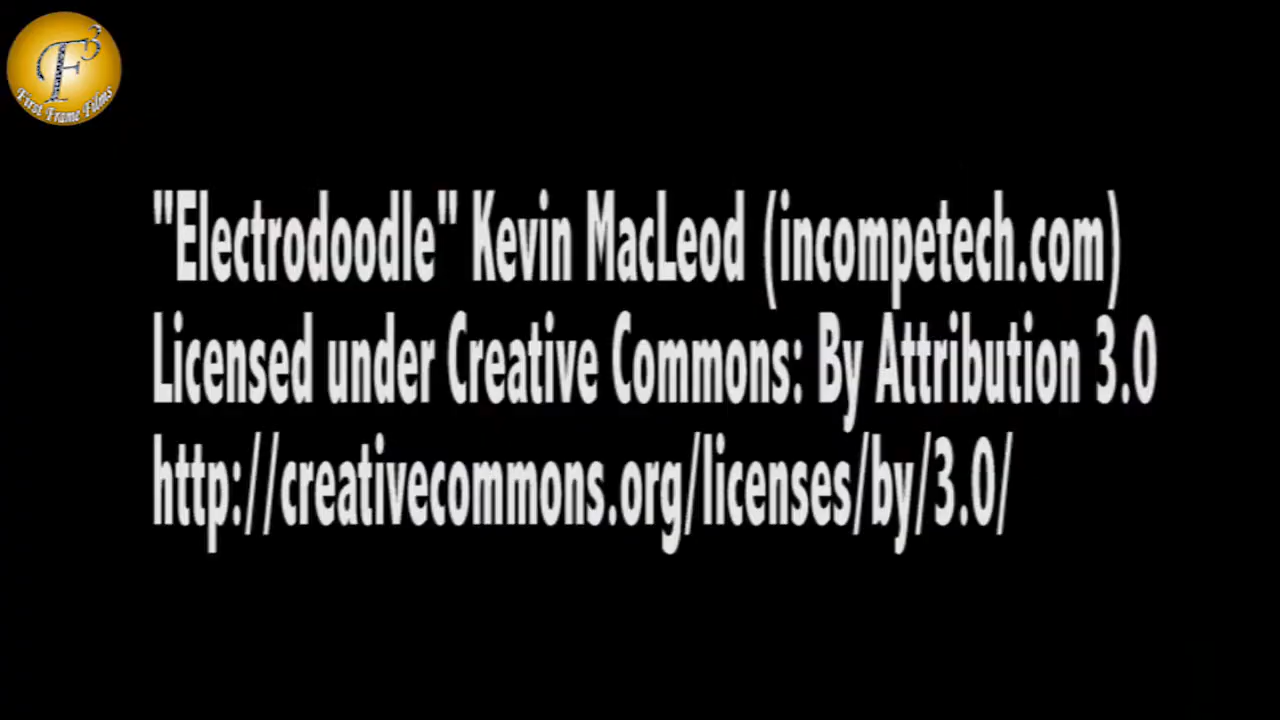 F3
First Frame Films
"Electrodoodle" Kevin MacLeod (incompetech.com)
Licensed under Creative Commons: By Attribution 3.0
http://creativecommons.org/licenses/by/3.0/